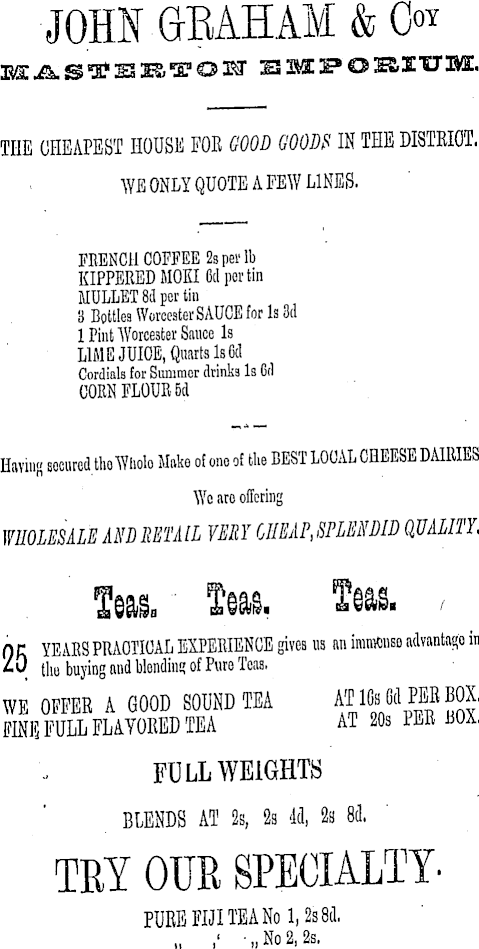 JOHN GRAHAM & COY
MASTERTON EMPORIUM.
THE CHEAPEST HOUSE FOR GOOD GOODS IN THE DISTRICT.
WE ONLY QUOTE A FEW LINES.
FRENCH COFFEE 2s per lb
KIPPERED MOKI 6d per tin
MULLET 8d per tin
3 Bottles Worcester SAUCE for 1s 3d
1 Pint Worcester Sauce 1s
LIME JUICE, Quarts 1s 6d
Cordials for Summer drinks 1s 6d
CORN FLOUR 5d
Having secured the Whole Make of one of the BEST LOCAL CHEESE DAIRIES
We are offering
WHOLESALE AND RETAIL VERY CHEAP, SPLENDID QUALITY.
Teas. Teas. Teas.
25 YEARS PRACTICAL EXPERIENCE gives us an immense advantage in
the buying and blending of Pure Teas.
WE OFFER A GOOD SOUND TEA AT 16s 6d PER BOX.
FINE FULL FLAVORED TEA AT 20s PER BOX.
FULL WEIGHTS
BLENDS AT 2s, 2s 4d, 2s 8d.
TRY OUR SPECIALTY.
PURE FIJI TEA No 1, 2s 8d.
„ ,‘ „ No 2, 2s.